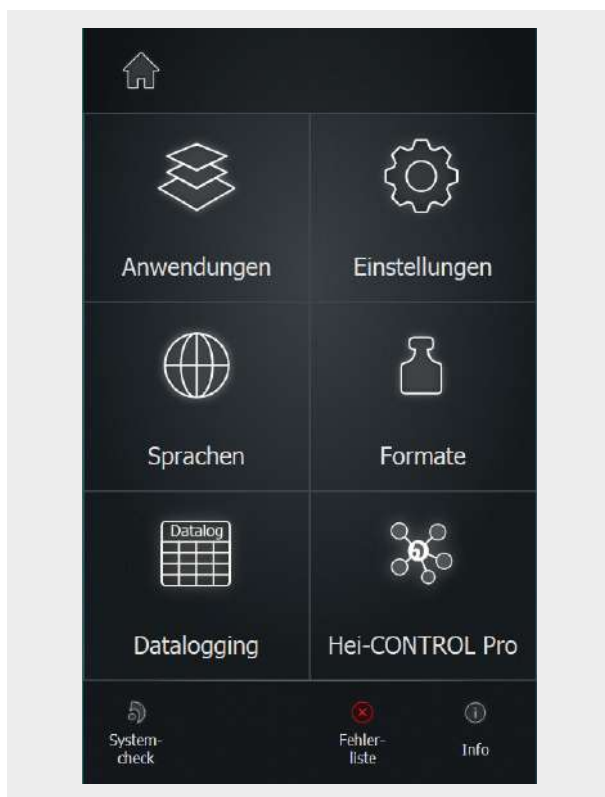 Anwendungen
Einstellungen
Sprachen
Formate
Datalog
Datalogging
Hei-CONTROL Pro
System-
check
Fehler-
liste
Info